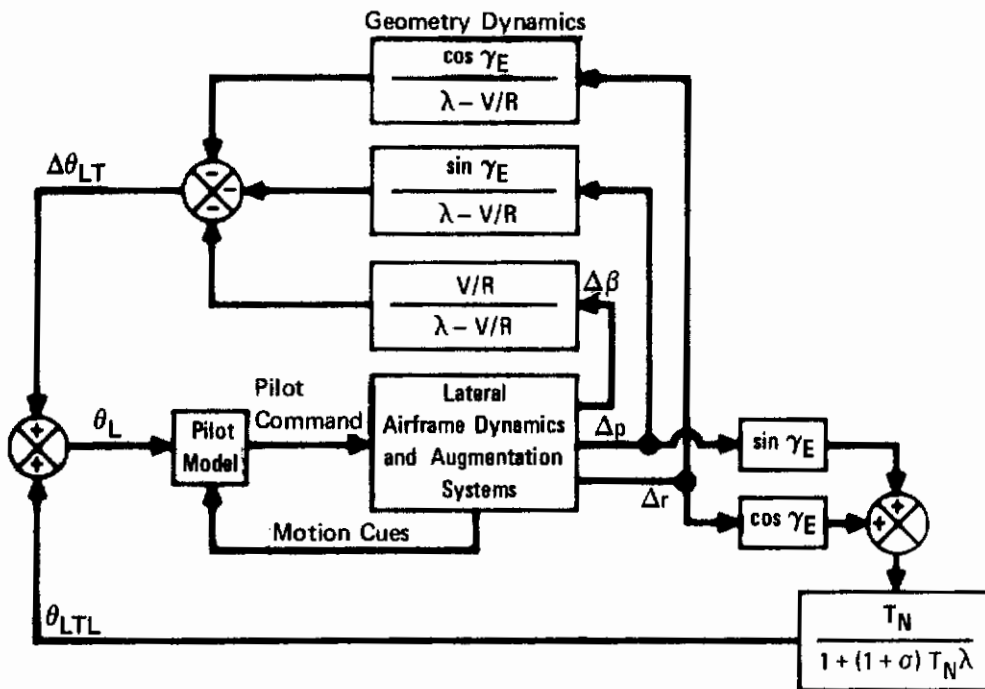 Geometry Dynamics
cos γE
λ – V/R
ΔθLT
–
–
–
sin γE
λ – V/R
V/R
λ – V/R
Δβ
θL
+
+
Pilot
Model
Pilot
Command
Lateral
Airframe Dynamics
and Augmentation
Systems
Δp
Δr
sin γE
cos γE
+
+
Motion Cues
θLTL
TN
1 + (1 + σ) TNλ